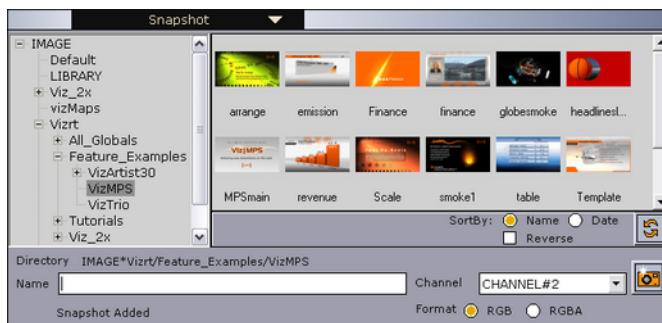 Snapshot
IMAGE
Default
LIBRARY
Viz_2x
vizMaps
Vizrt
All_Globals
Feature_Examples
VizArtist30
VizMPS
VizTrio
Tutorials
Viz_2x
arrange
emission
Finance
finance
globesmoke
headlinesl...
Viz|MPS
MPSmain
revenue
Scale
smoke1
table
Template
SortBy: Name Date
Reverse
Directory IMAGE*Vizrt/Feature_Examples/VizMPS
Name
Channel CHANNEL#2
Snapshot Added
Format RGB RGBA